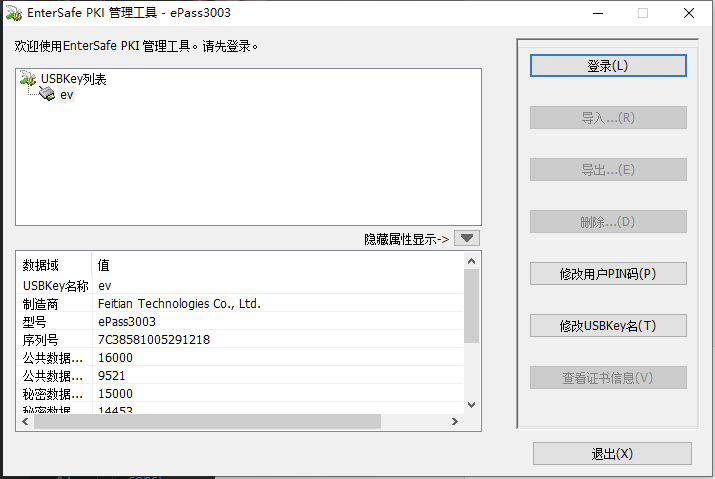 EnterSafe PKI 管理工具 - ePass3003
欢迎使用EnterSafe PKI 管理工具。请先登录。
USBKey列表
ev
隐藏属性显示->
数据域 值
USBKey名称 ev
制造商 Feitian Technologies Co., Ltd.
型号 ePass3003
序列号 7C38581005291218
公共数据... 16000
公共数据... 9521
秘密数据... 15000
秘密数据 14453
登录(L)
导入...(R)
导出...(E)
删除...(D)
修改用户PIN码(P)
修改USBKey名(T)
查看证书信息(V)
退出(X)